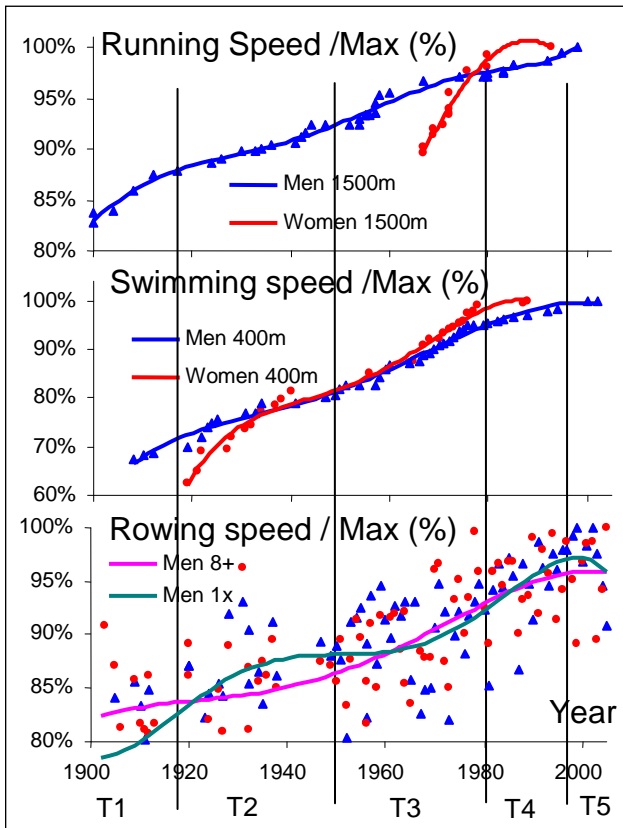 Running Speed /Max (%)
100%
95%
90%
85%
80%
Men 1500m
Women 1500m
Swimming speed /Max (%)
100%
90%
80%
70%
60%
Men 400m
Women 400m
Rowing speed / Max (%)
100%
95%
90%
85%
80%
Men 8+
Men 1x
Year
1900 1920 1940 1960 1980 2000
T1 T2 T3 T4 T5